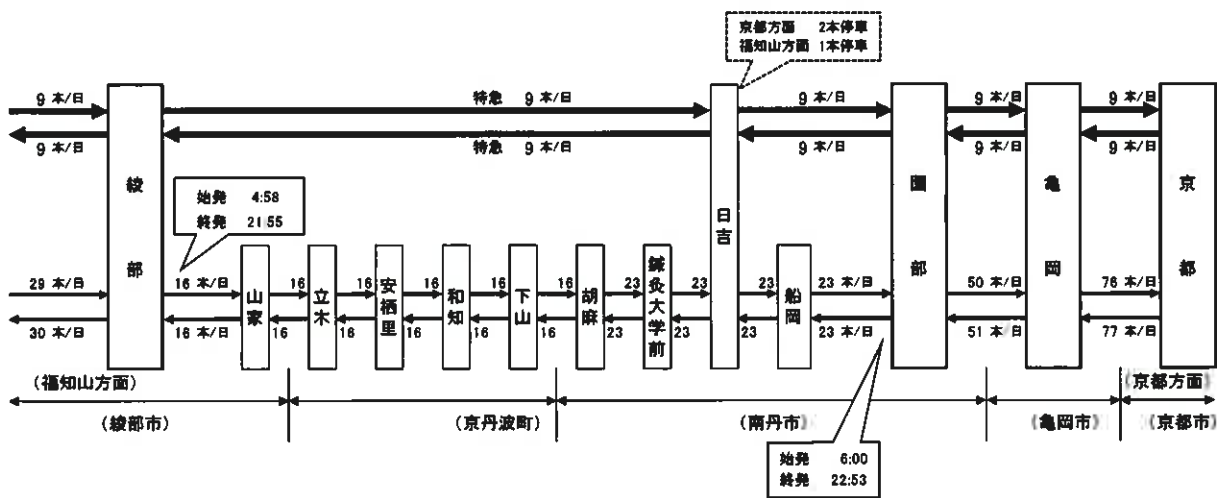 京都方面 2本停車
福知山方面 1本停車
9 本/日 特急 9 本/日 9 本/日 9 本/日 9 本/日
9 本/日 特急 9 本/日 9 本/日 9 本/日 9 本/日
始発 4:58
終発 21:55
綾部
山家
立木
安栖里
和知
下山
胡麻
鍼灸大学前
日吉
船岡
園部
亀岡
京都
29 本/日 16 本/日 16 16 16 16 16 23 23 23 23 本/日 50 本/日 76 本/日
30 本/日 16 本/日 16 16 16 16 16 23 23 23 23 本/日 51 本/日 77 本/日
(福知山方面) (京都方面)
(綾部市) (京丹波町) (南丹市) (亀岡市) (京都市)
始発 6:00
終発 22:53